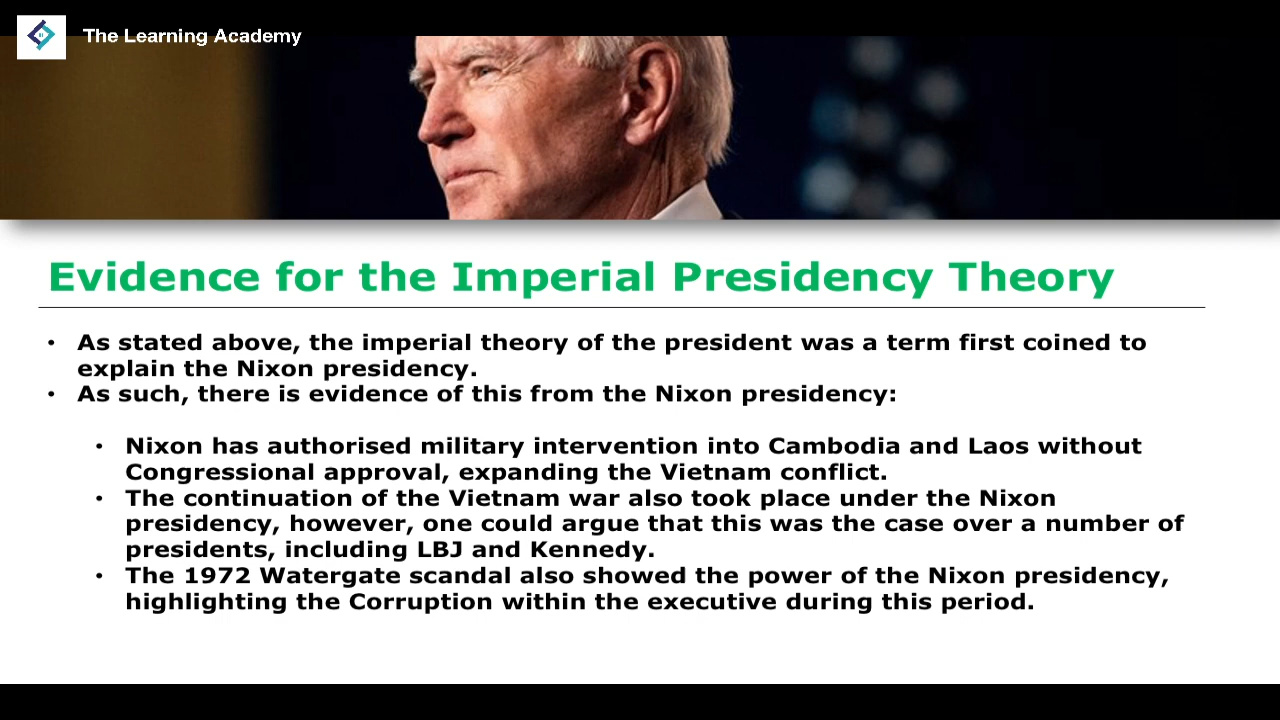 The Learning Academy
Evidence for the Imperial Presidency Theory
• As stated above, the imperial theory of the president was a term first coined to
explain the Nixon presidency.
• As such, there is evidence of this from the Nixon presidency:
• Nixon has authorised military intervention into Cambodia and Laos without
Congressional approval, expanding the Vietnam conflict.
• The continuation of the Vietnam war also took place under the Nixon
presidency, however, one could argue that this was the case over a number of
presidents, including LBJ and Kennedy.
• The 1972 Watergate scandal also showed the power of the Nixon presidency,
highlighting the Corruption within the executive during this period.